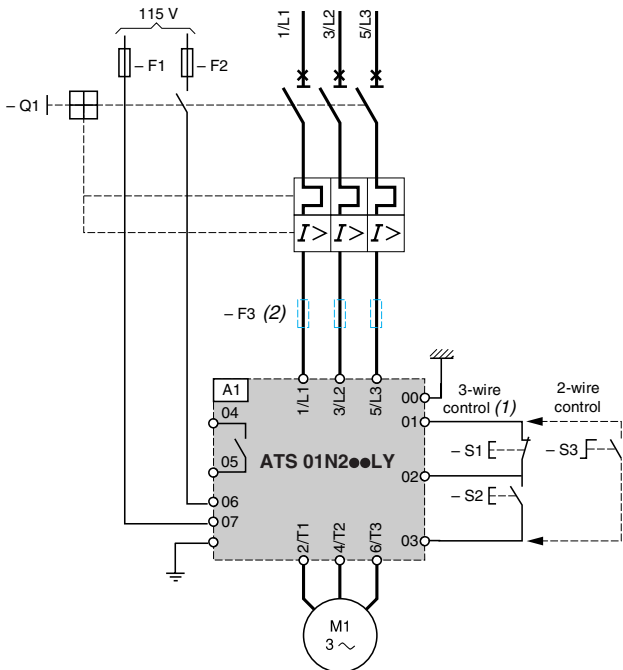 115 V
1/L1
3/L2
5/L3
– F1
– F2
– Q1
I> I> I>
– F3 (2)
A1
1/L1
3/L2
5/L3
00
3-wire
control (1)
2-wire
control
04
01
– S1
– S3
05
ATS 01N2●●LY
02
06
– S2
07
03
2/T1
4/T2
6/T3
M1
3 ~